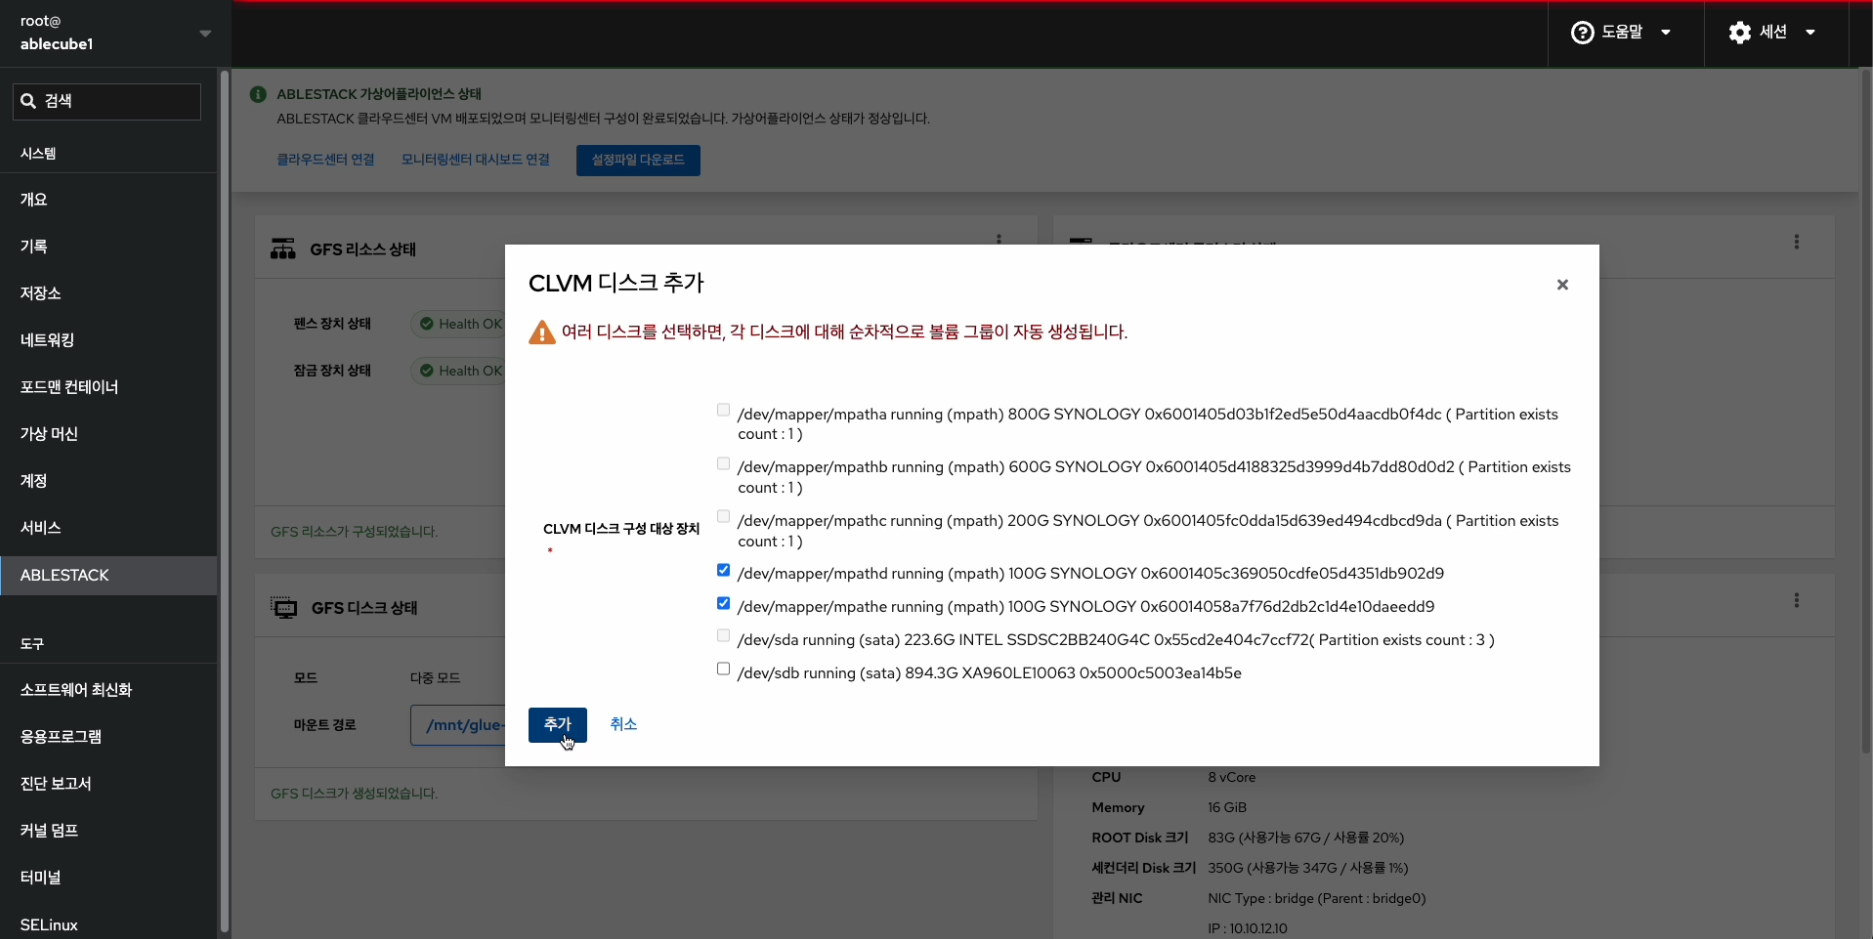 root@
ablecube1
도움말
세션
검색
시스템
개요
기록
저장소
네트워킹
포드맨 컨테이너
가상 머신
계정
서비스
ABLESTACK
도구
소프트웨어 최신화
응용프로그램
진단 보고서
커널 덤프
터미널
SELinux
ABLESTACK 가상어플라이언스 상태
ABLESTACK 클라우드센터 VM 배포되었으며 모니터링센터 구성이 완료되었습니다. 가상어플라이언스 상태가 정상입니다.
클라우드센터 연결
모니터링센터 대시보드 연결
설정파일 다운로드
GFS 리소스 상태
펜스 장치 상태
Health OK
잠금 장치 상태
Health OK
GFS 리소스가 구성되었습니다.
GFS 디스크 상태
모드
다중 모드
마운트 경로
/mnt/glue-
GFS 디스크가 생성되었습니다.
CLVM 디스크 추가
여러 디스크를 선택하면, 각 디스크에 대해 순차적으로 볼륨 그룹이 자동 생성됩니다.
CLVM 디스크 구성 대상 장치
*
/dev/mapper/mpatha running (mpath) 800G SYNOLOGY 0x6001405d03b1f2ed5e50d4aacdb0f4dc ( Partition exists
count : 1 )
/dev/mapper/mpathb running (mpath) 600G SYNOLOGY 0x6001405d4188325d3999d4b7dd80d0d2 ( Partition exists
count : 1 )
/dev/mapper/mpathc running (mpath) 200G SYNOLOGY 0x6001405fc0dda15d639ed494cdbcd9da ( Partition exists
count : 1 )
/dev/mapper/mpathd running (mpath) 100G SYNOLOGY 0x6001405c369050cdfe05d4351db902d9
/dev/mapper/mpathe running (mpath) 100G SYNOLOGY 0x60014058a7f76d2db2c1d4e10daeedd9
/dev/sda running (sata) 223.6G INTEL SSDSC2BB240G4C 0x55cd2e404c7ccf72( Partition exists count : 3 )
/dev/sdb running (sata) 894.3G XA960LE10063 0x5000c5003ea14b5e
추가
취소
CPU
8 vCore
Memory
16 GiB
ROOT Disk 크기
83G (사용가능 67G / 사용률 20%)
세컨더리 Disk 크기
350G (사용가능 347G / 사용률 1%)
관리 NIC
NIC Type : bridge (Parent : bridge0)
IP : 10.10.12.10